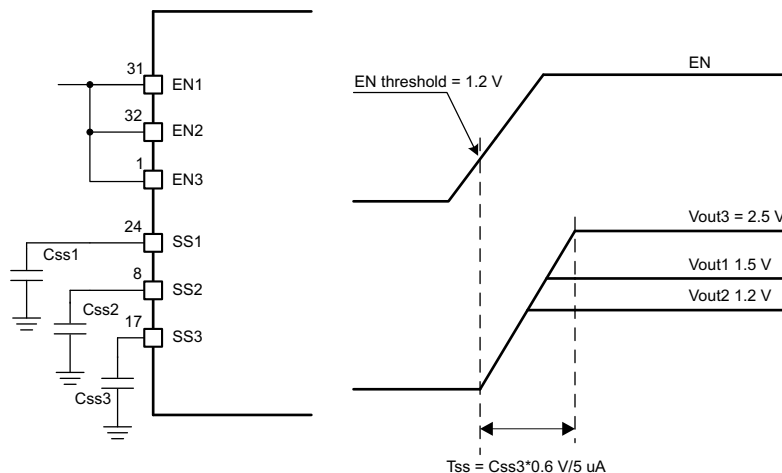 31
EN1
32
EN2
1
EN3
24
SS1
Css1
8
SS2
Css2
17
SS3
Css3
EN threshold = 1.2 V
EN
Vout3 = 2.5 V
Vout1 1.5 V
Vout2 1.2 V
Tss = Css3*0.6 V/5 uA